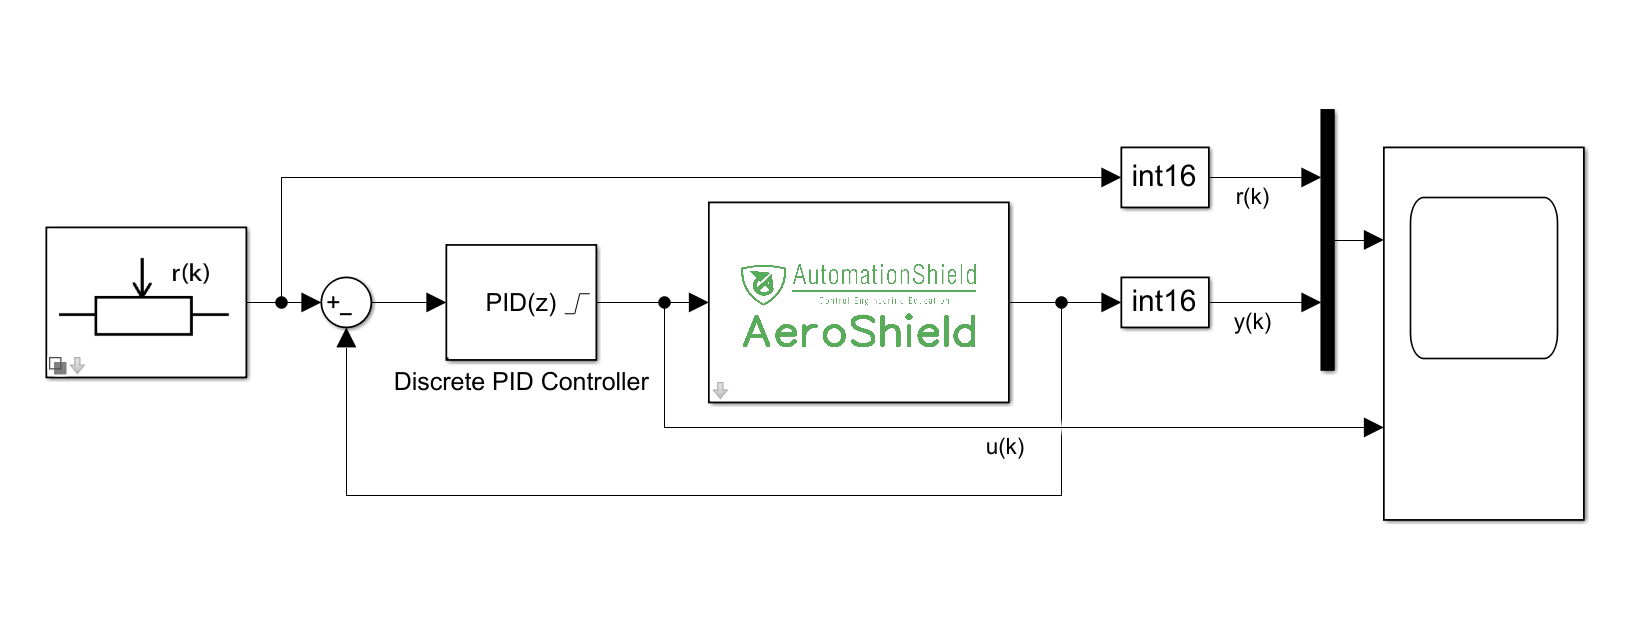 r(k)
+
−
PID(z)
Discrete PID Controller
AutomationShield
Control Engineering Education
AeroShield
int16
r(k)
int16
y(k)
u(k)